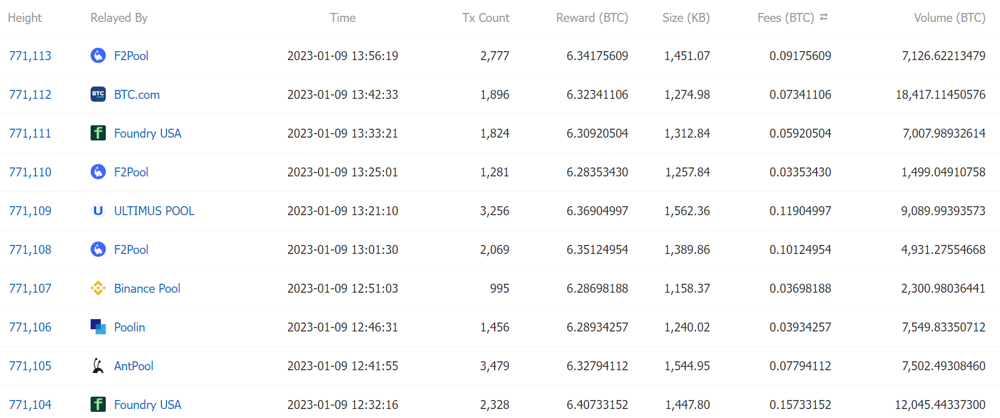 Height Relayed By Time Tx Count Reward (BTC) Size (KB) Fees (BTC) Volume (BTC)
771,113 F2Pool 2023-01-09 13:56:19 2,777 6.34175609 1,451.07 0.09175609 7,126.62213479
771,112 BTC.com BTC.com 2023-01-09 13:42:33 1,896 6.32341106 1,274.98 0.07341106 18,417.11450576
771,111 f Foundry USA 2023-01-09 13:33:21 1,824 6.30920504 1,312.84 0.05920504 7,007.98932614
771,110 F2Pool 2023-01-09 13:25:01 1,281 6.28353430 1,257.84 0.03353430 1,499.04910758
771,109 U ULTIMUS POOL 2023-01-09 13:21:10 3,256 6.36904997 1,562.36 0.11904997 9,089.99393573
771,108 F2Pool 2023-01-09 13:01:30 2,069 6.35124954 1,389.86 0.10124954 4,931.27554668
771,107 Binance Pool 2023-01-09 12:51:03 995 6.28698188 1,158.37 0.03698188 2,300.98036441
771,106 Poolin 2023-01-09 12:46:31 1,456 6.28934257 1,240.02 0.03934257 7,549.83350712
771,105 AntPool 2023-01-09 12:41:55 3,479 6.32794112 1,544.95 0.07794112 7,502.49308460
771,104 f Foundry USA 2023-01-09 12:32:16 2,328 6.40733152 1,447.80 0.15733152 12,045.44337300